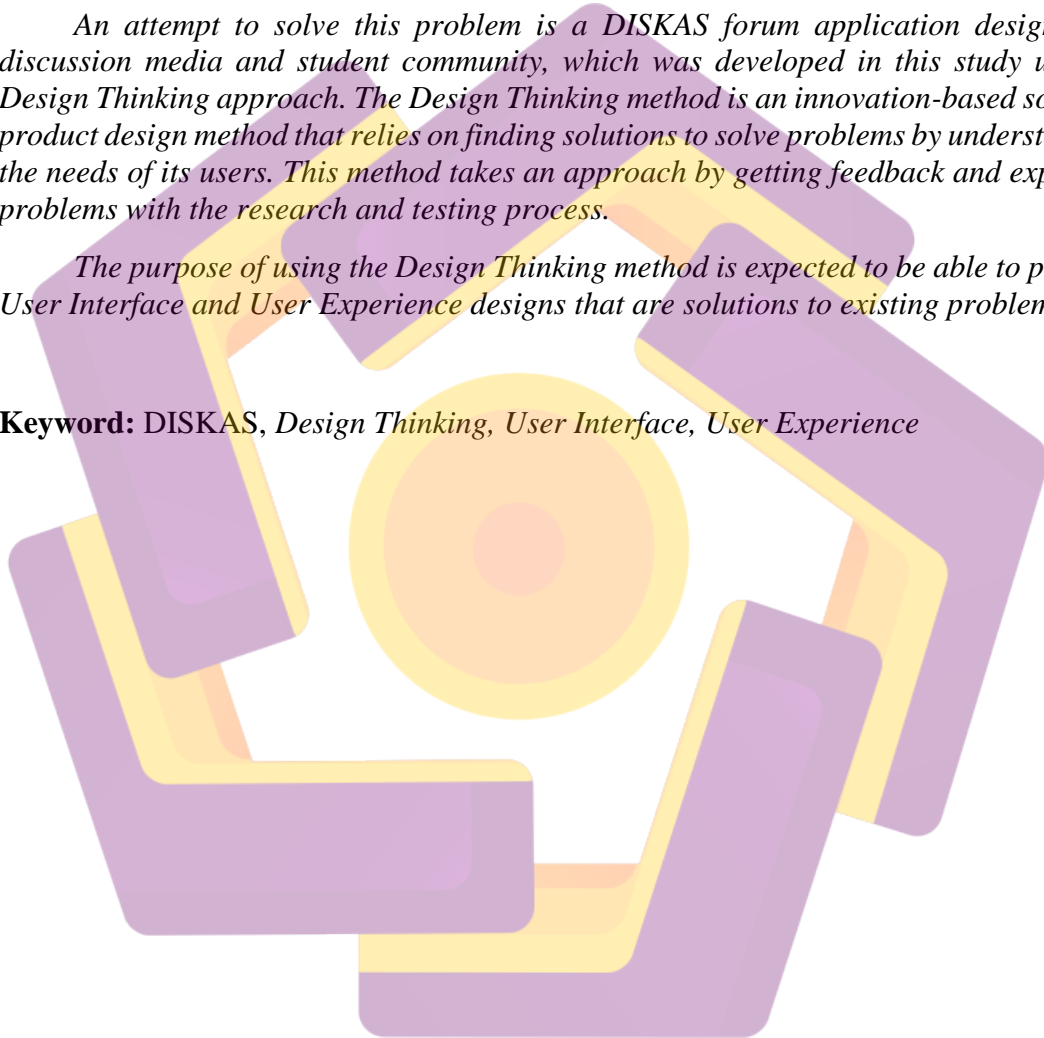 An attempt to solve this problem is a DISKAS forum application
discussion media and student community, which was developed in this study
Design Thinking approach. The Design Thinking method is an innovation-based
product design method that relies on finding solutions to solve problems by
the needs of its users. This method takes an approach by getting feedback and
problems with the research and testing process.
The purpose of using the Design Thinking method is expected to be able to
User Interface and User Experience designs that are solutions to existing
Keyword: DISKAS, Design Thinking, User Interface, User Experience